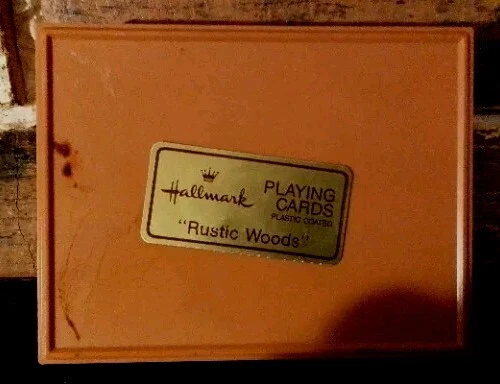 Hallmark PLAYING
CARDS
PLASTIC COATED
"Rustic Woods"